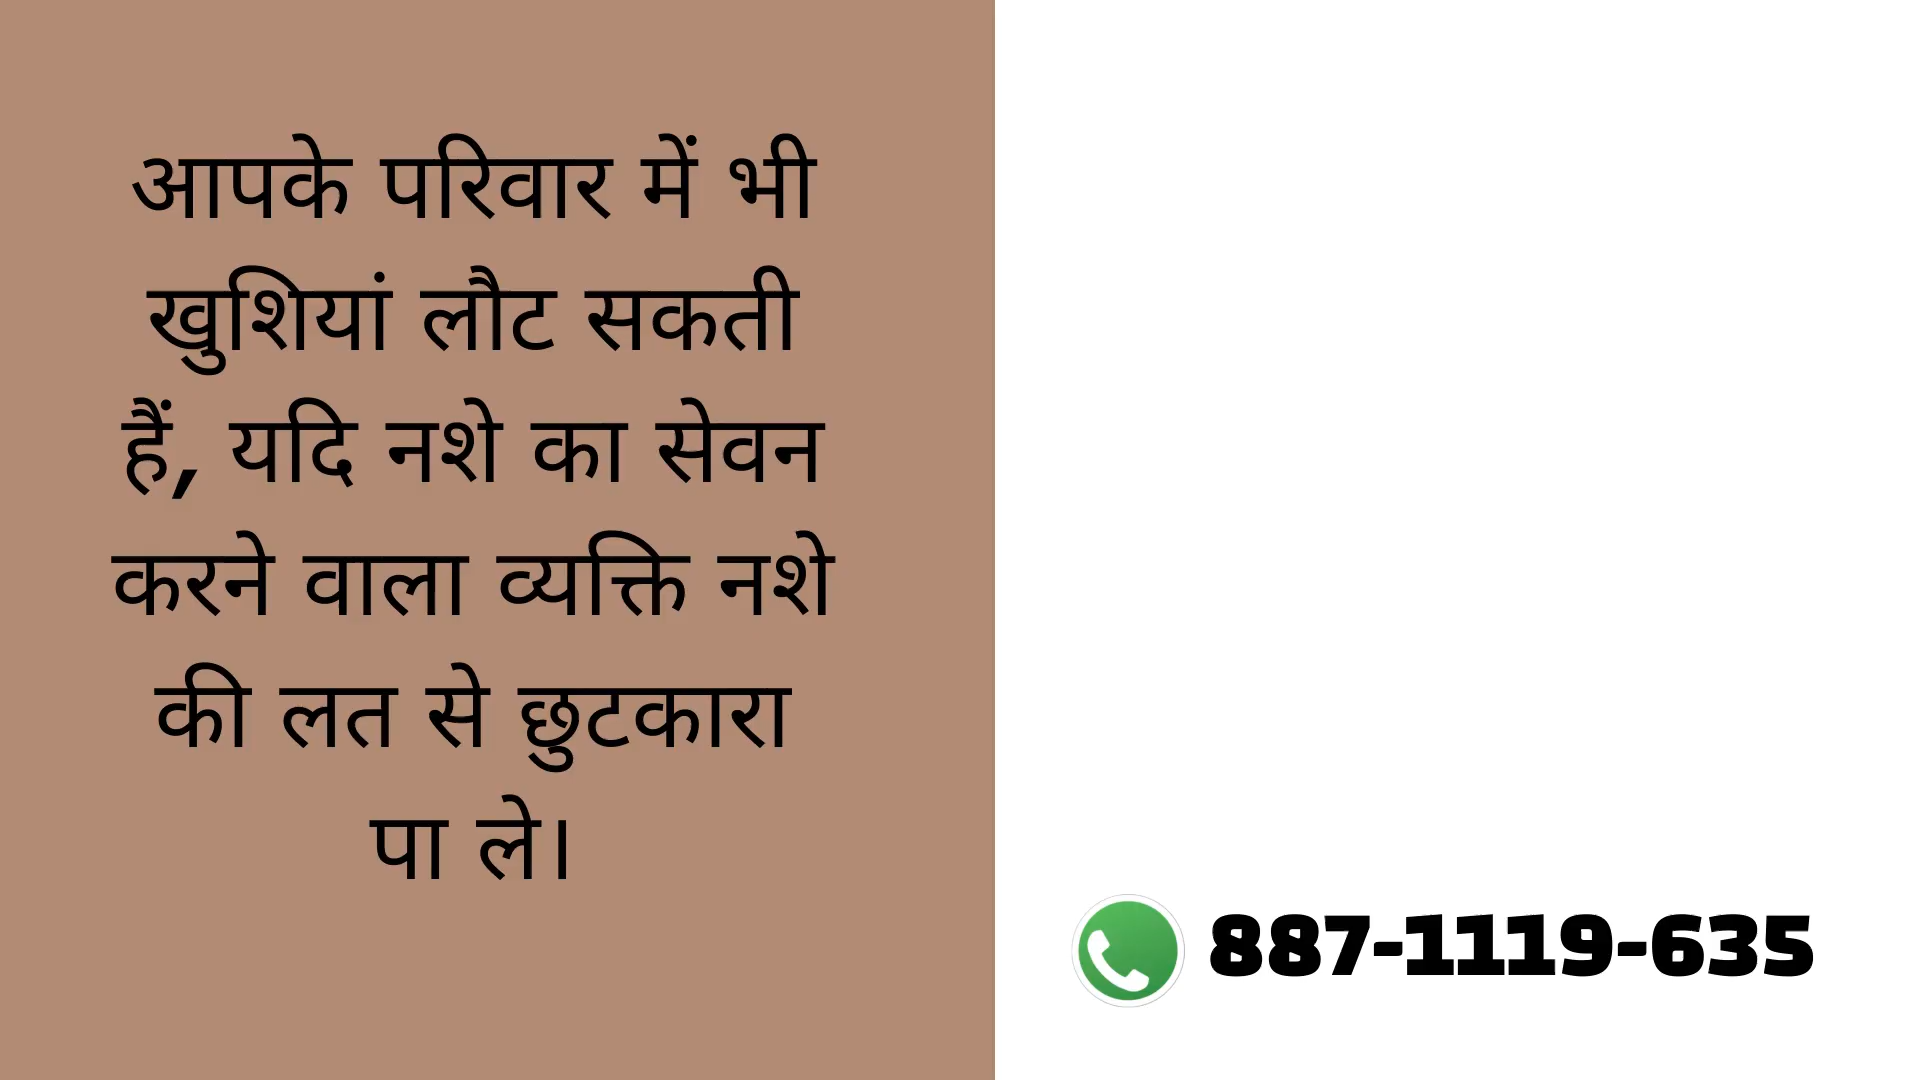 आपके परिवार में भी
खुशियां लौट सकती
हैं, यदि नशे का सेवन
करने वाला व्यक्ति नशे
की लत से छुटकारा
पा ले।
887-1119-635